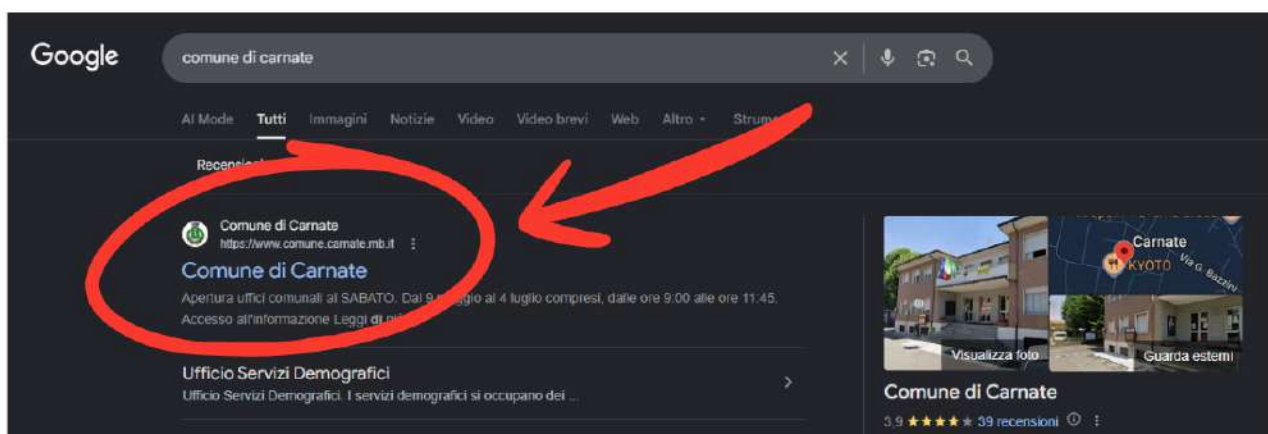 Google
comune di carnate
AI Mode Tutti Immagini Notizie Video Video brevi Web Altro
Comune di Carnate
https://www.comune.carnate.mb.it
Comune di Carnate
Apertura uffici comunali al SABATO. Dal 9 maggio al 4 luglio compresi, dalle ore 9:00 alle ore 11:45.
Accesso all'informazione Leggi di
Ufficio Servizi Demografici
Ufficio Servizi Demografici. I servizi demografici si occupano dei ...
Carnate
KYOTO
Via G. Bazzini
Visualizza foto
Guarda esterni
Comune di Carnate
3,9 39 recensioni